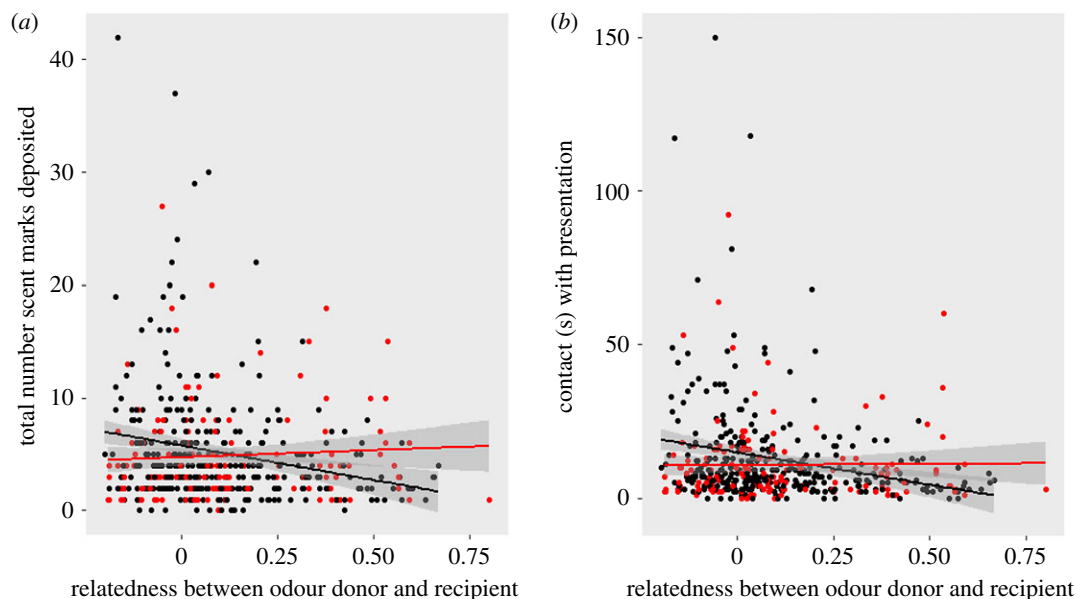 (a)
40
30
20
10
0
total number scent marks deposited
0
0.25
0.50
0.75
relatedness between odour donor and recipient
(b)
150
100
50
0
contact (s) with presentation
0
0.25
0.50
0.75
relatedness between odour donor and recipient